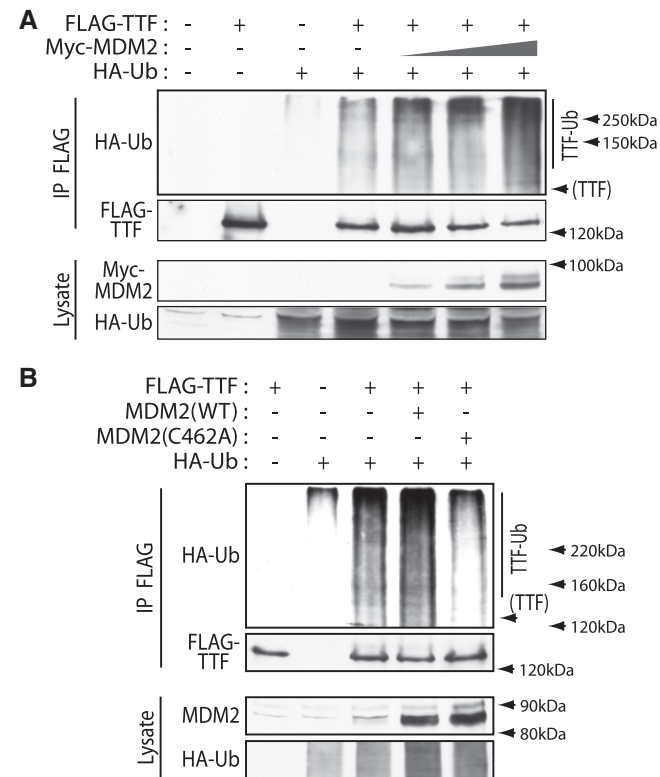 A
FLAG-TTF : - + - + + + +
Myc-MDM2 : - - - -
HA-Ub : - - + + + + +
IP FLAG
HA-Ub
TTF-Ub
250kDa
150kDa
(TTF)
FLAG-
TTF
120kDa
Lysate
Myc-
MDM2
100kDa
HA-Ub
B
FLAG-TTF : + - + + +
MDM2(WT) : - - - + -
MDM2(C462A) : - - - - +
HA-Ub : - + + + +
IP FLAG
HA-Ub
TTF-Ub
220kDa
160kDa
(TTF)
120kDa
FLAG-
TTF
120kDa
Lysate
MDM2
90kDa
80kDa
HA-Ub